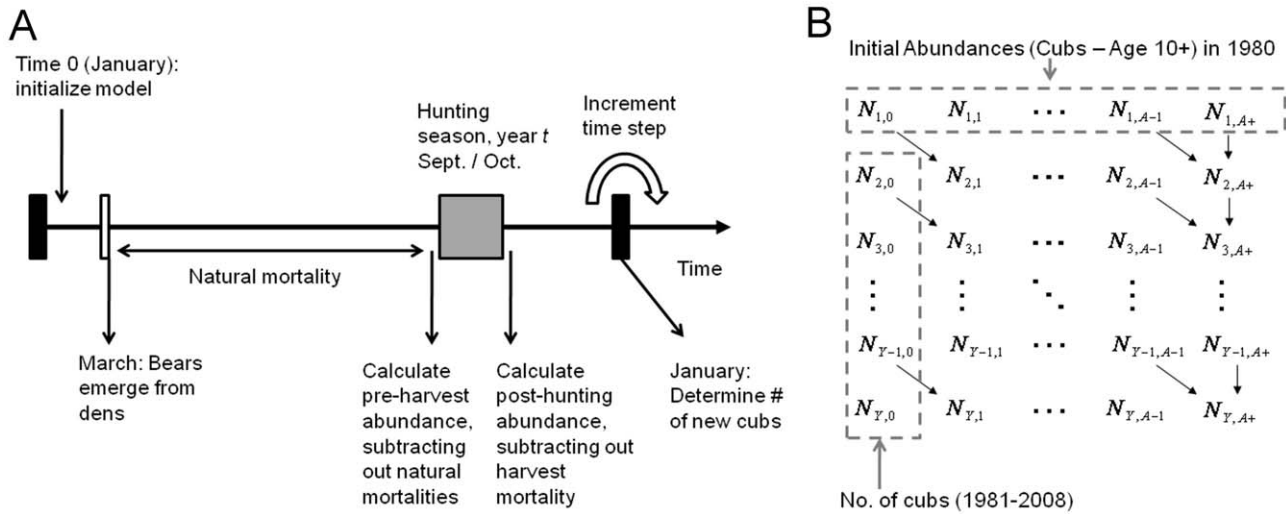 A
Time 0 (January):
initialize model
Hunting
season, year t
Sept. / Oct.
Increment
time step
Natural mortality
Time
March: Bears
emerge from
dens
Calculate
pre-harvest
abundance,
subtracting
out natural
mortalities
Calculate
post-hunting
abundance,
subtracting out
harvest
mortality
January:
Determine #
of new cubs
B
Initial Abundances (Cubs – Age 10+) in 1980
N1,0 N1,1 ... N1,A-1 N1,A+
N2,0 N2,1 ... N2,A-1 N2,A+
N3,0 N3,1 ... N3,A-1 N3,A+
NY-1,0 NY-1,1 ... NY-1,A-1 NY-1,A+
NY,0 NY,1 ... NY,A-1 NY,A+
No. of cubs (1981-2008)